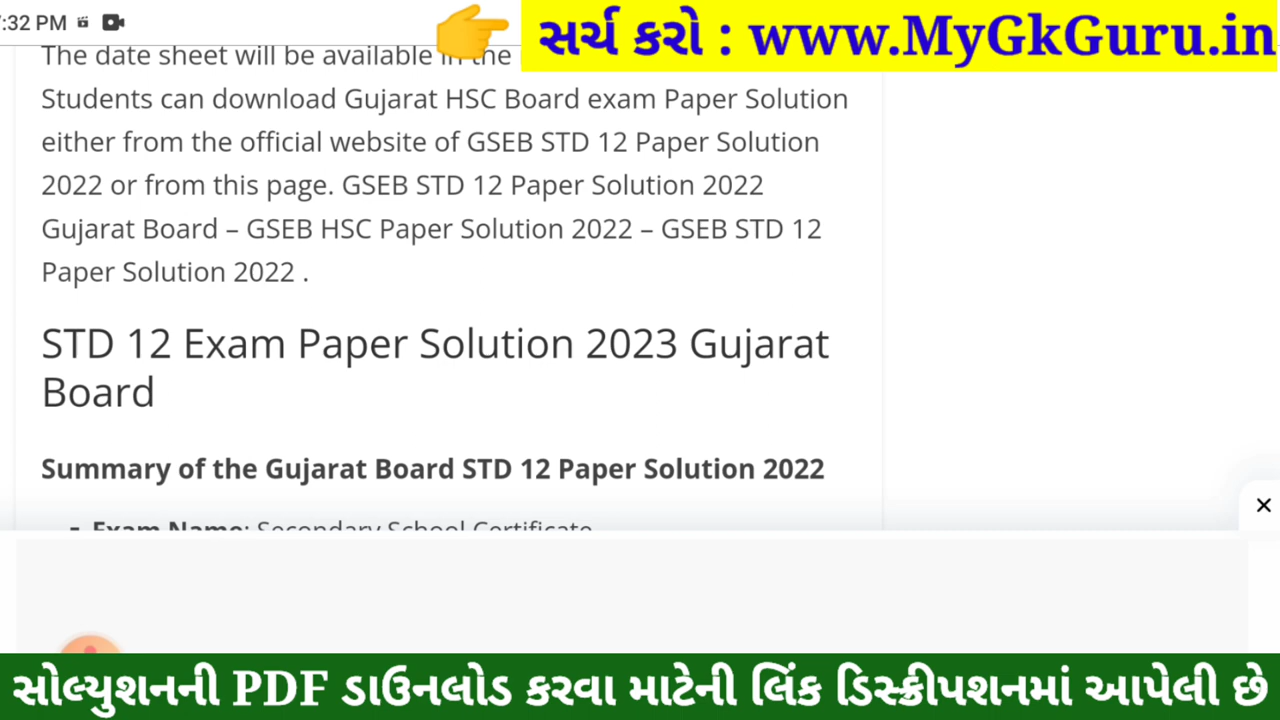 :32 PM
સર્ચ કરો : www.MyGkGuru.in
The date sheet will be available in the
Students can download Gujarat HSC Board exam Paper Solution
either from the official website of GSEB STD 12 Paper Solution
2022 or from this page. GSEB STD 12 Paper Solution 2022
Gujarat Board – GSEB HSC Paper Solution 2022 – GSEB STD 12
Paper Solution 2022 .
STD 12 Exam Paper Solution 2023 Gujarat
Board
Summary of the Gujarat Board STD 12 Paper Solution 2022
Exam Name: Secondary School Certificate
સોલ્યુશનની PDF ડાઉનલોડ કરવા માટેની લિંક ડિસ્ક્રીપશનમાં આપેલી છે